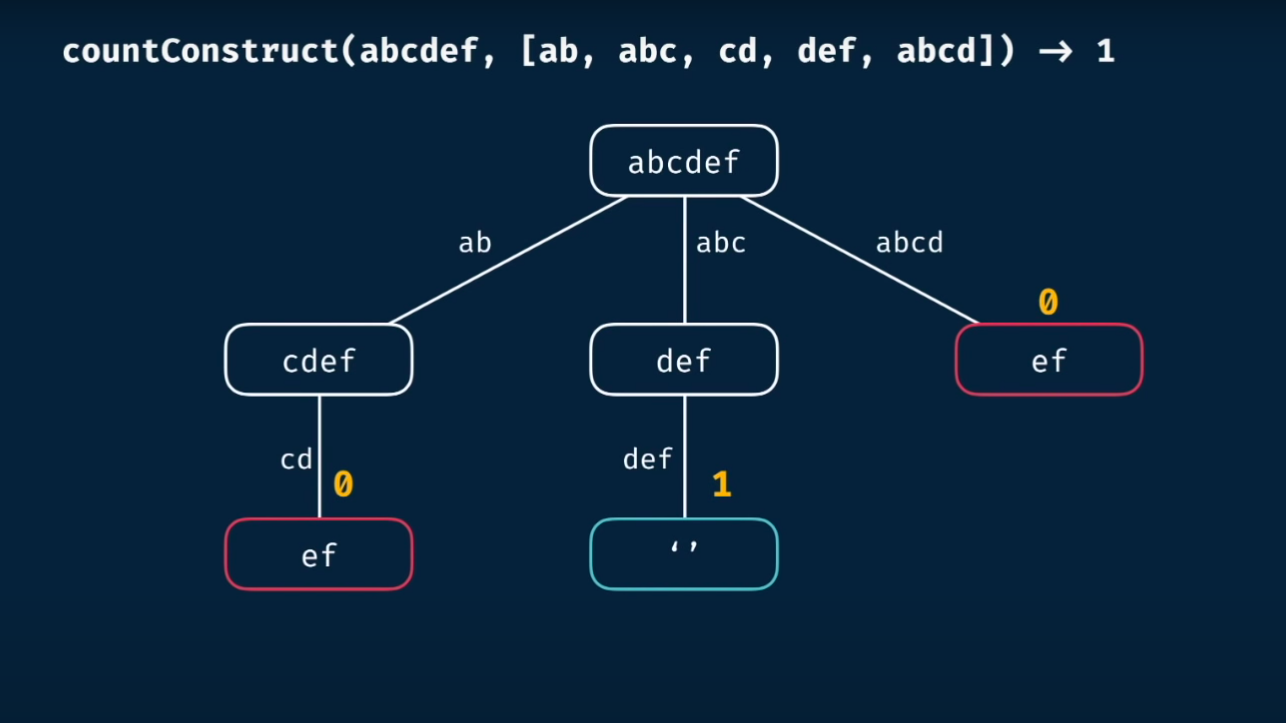 countConstruct(abcdef, [ab, abc, cd, def, abcd]) → 1
abcdef
ab abc abcd
0
cdef def ef
cd def
0 1
ef ‘’